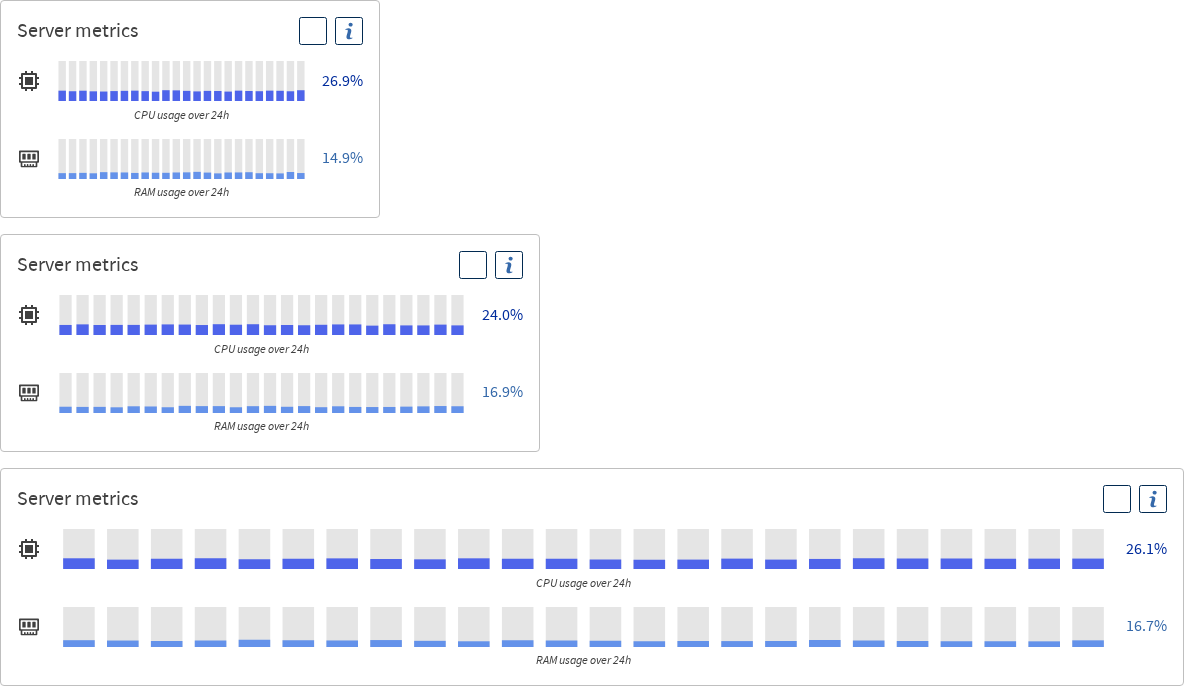 Server metrics
i
26.9%
CPU usage over 24h
14.9%
RAM usage over 24h
Server metrics
i
24.0%
CPU usage over 24h
16.9%
RAM usage over 24h
Server metrics
i
26.1%
CPU usage over 24h
16.7%
RAM usage over 24h